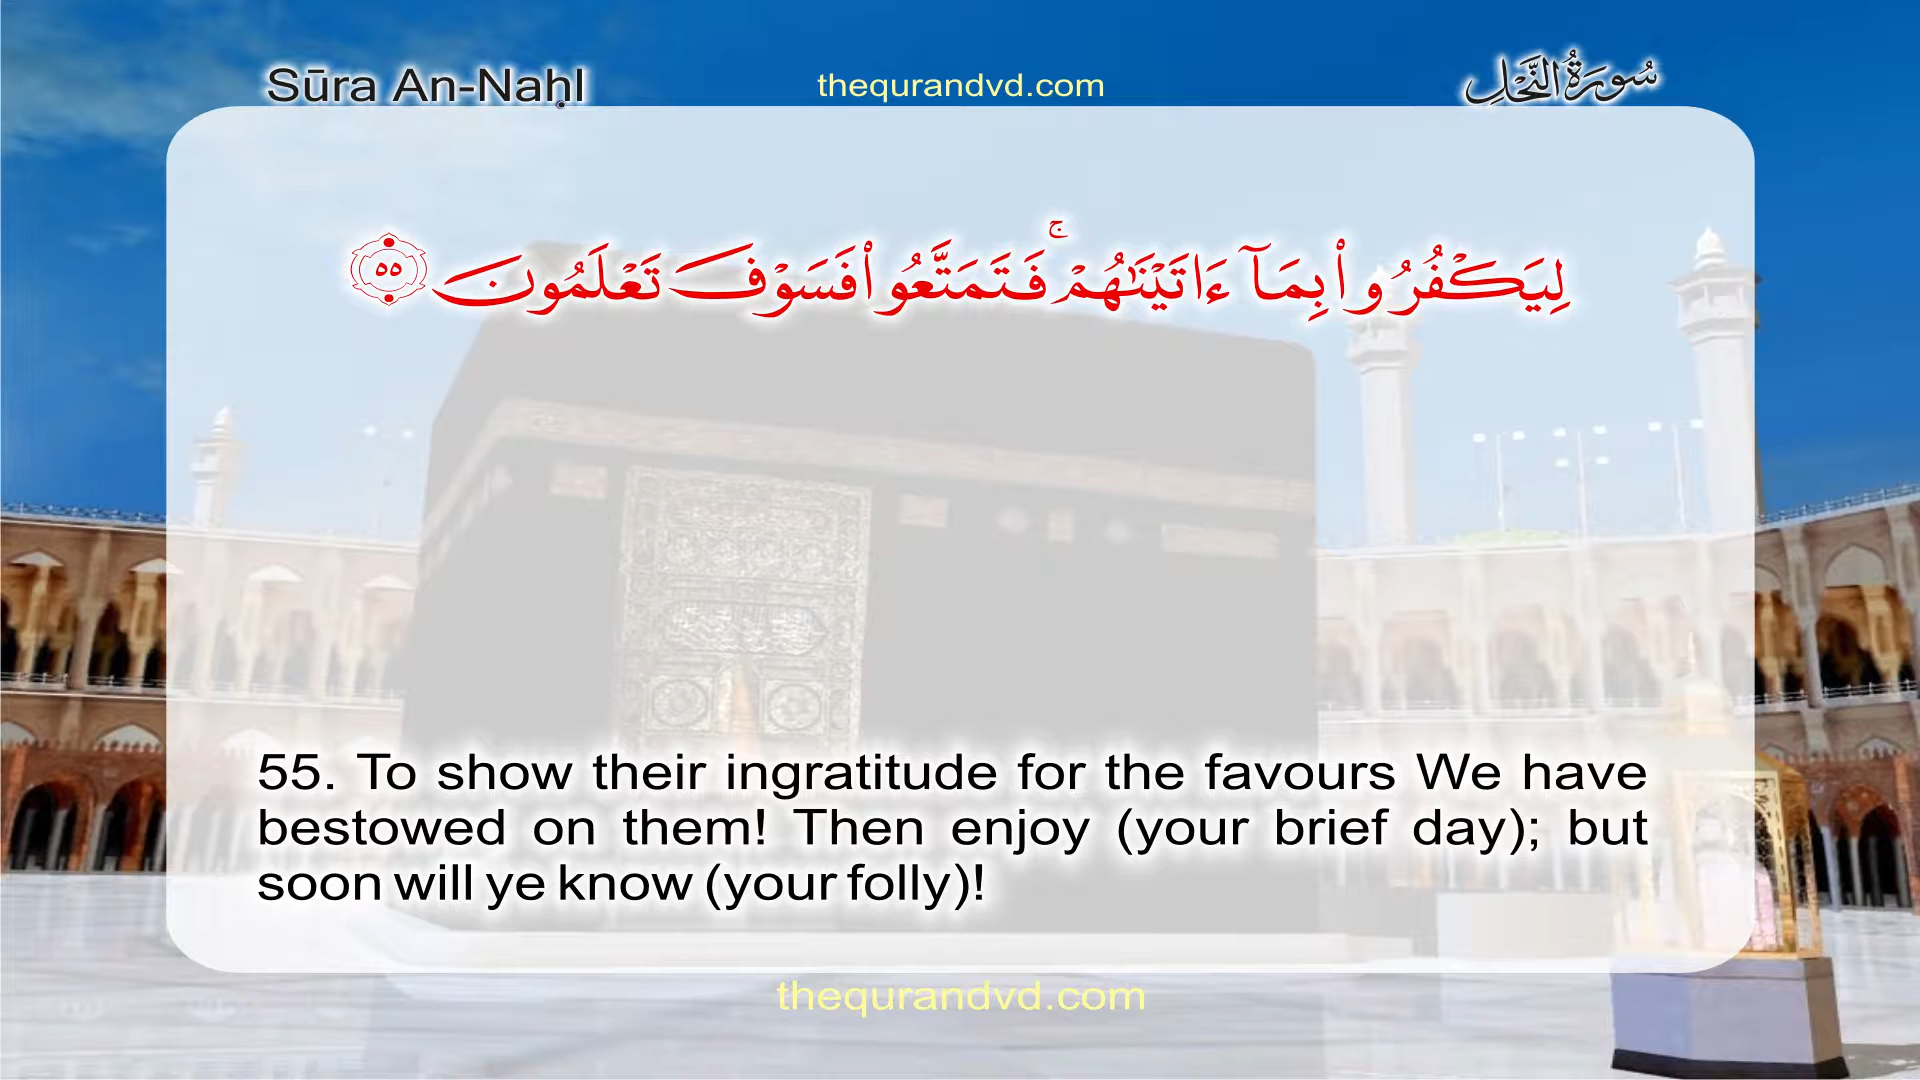 Sūra An-Naḥl
thequrandvd.com
سُورَةُ النَّحْلِ
لِيَكْفُرُوا۟ بِمَآ ءَاتَيْنَٰهُمْ ۚ فَتَمَتَّعُوا۟ فَسَوْفَ تَعْلَمُونَ ٥٥
55. To show their ingratitude for the favours We have
bestowed on them! Then enjoy (your brief day); but
soon will ye know (your folly)!
thequrandvd.com